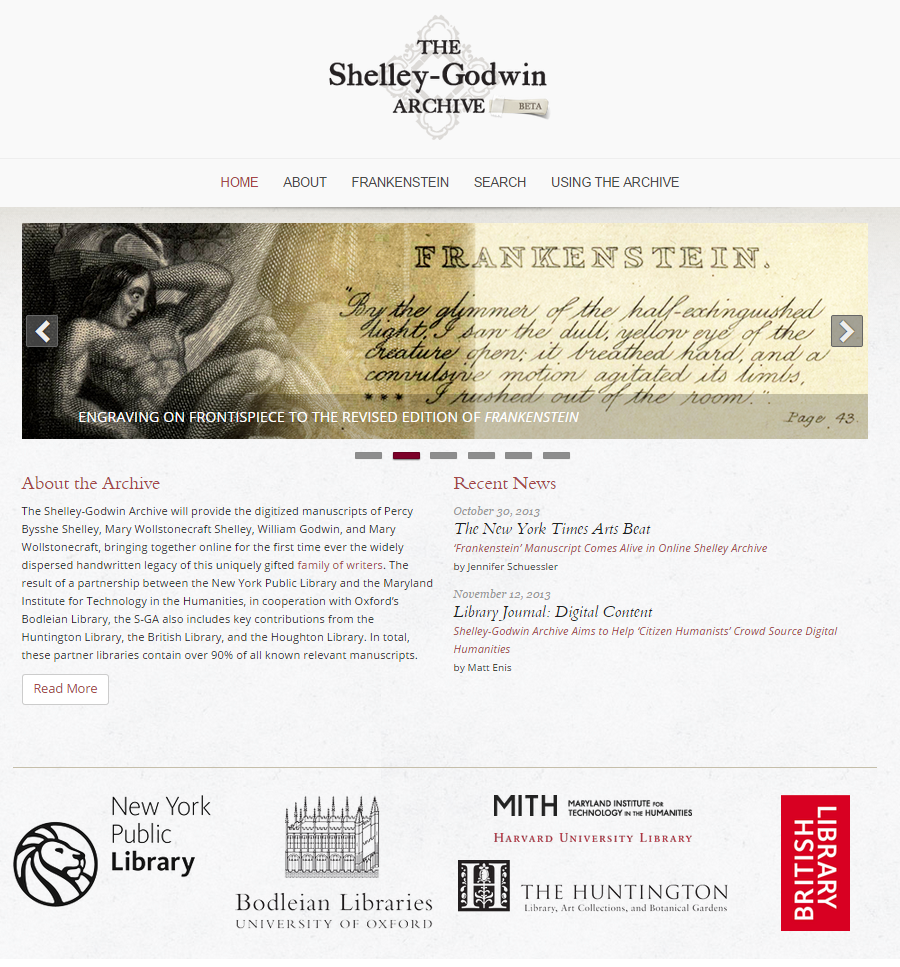 THE
Shelley-Godwin
ARCHIVE BETA
HOME ABOUT FRANKENSTEIN SEARCH USING THE ARCHIVE
FRANKENSTEIN.
"By the glimmer of the half-extinguished
light, I saw the dull, yellow eye of the
creature open; it breathed hard, and a
convulsive motion agitated its limbs,
*** I rushed out of the room."
Page 43.
ENGRAVING ON FRONTISPIECE TO THE REVISED EDITION OF FRANKENSTEIN
About the Archive
The Shelley-Godwin Archive will provide the digitized manuscripts of Percy
Bysshe Shelley, Mary Wollstonecraft Shelley, William Godwin, and Mary
Wollstonecraft, bringing together online for the first time ever the widely
dispersed handwritten legacy of this uniquely gifted family of writers. The
result of a partnership between the New York Public Library and the Maryland
Institute for Technology in the Humanities, in cooperation with Oxford's
Bodleian Library, the S-GA also includes key contributions from the
Huntington Library, the British Library, and the Houghton Library. In total,
these partner libraries contain over 90% of all known relevant manuscripts.
Read More
Recent News
October 30, 2013
The New York Times Arts Beat
'Frankenstein' Manuscript Comes Alive in Online Shelley Archive
by Jennifer Schuessler
November 12, 2013
Library Journal: Digital Content
Shelley-Godwin Archive Aims to Help 'Citizen Humanists' Crowd Source Digital
Humanities
by Matt Enis
New York
Public
Library
Bodleian Libraries
UNIVERSITY OF OXFORD
MITH MARYLAND INSTITUTE FOR
TECHNOLOGY IN THE HUMANITIES
HARVARD UNIVERSITY LIBRARY
H THE HUNTINGTON
Library, Art Collections, and Botanical Gardens
BRITISH
LIBRARY